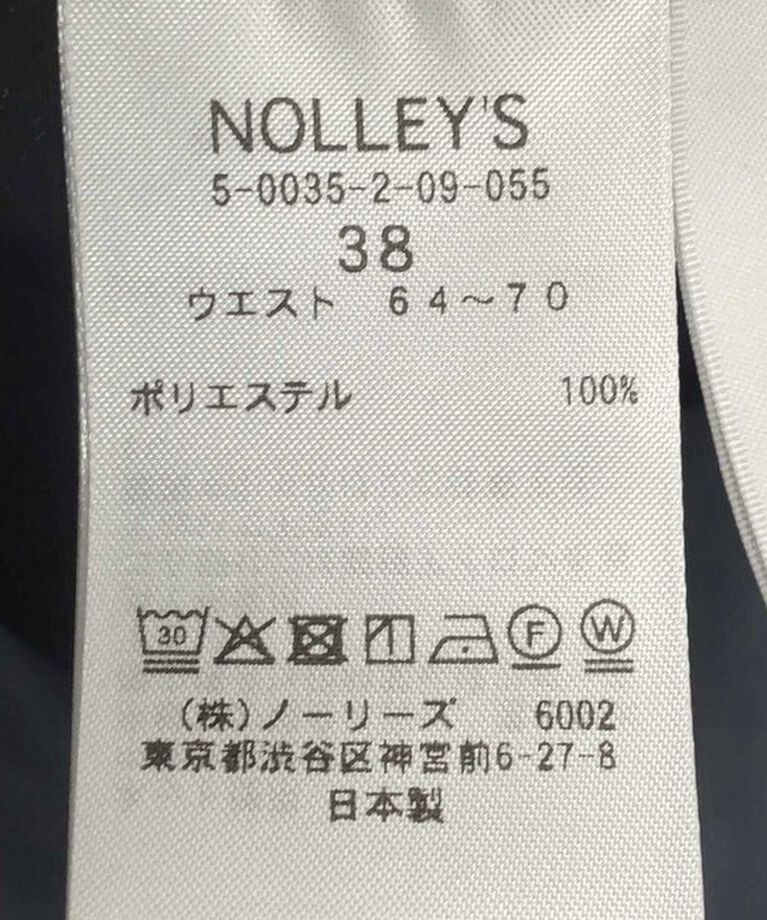 NOLLEY'S
5-0035-2-09-055
38
ウエスト　64～70
ポリエステル　100%
30 F W
(株)ノーリーズ　6002
東京都渋谷区神宮前6-27-8
日本製